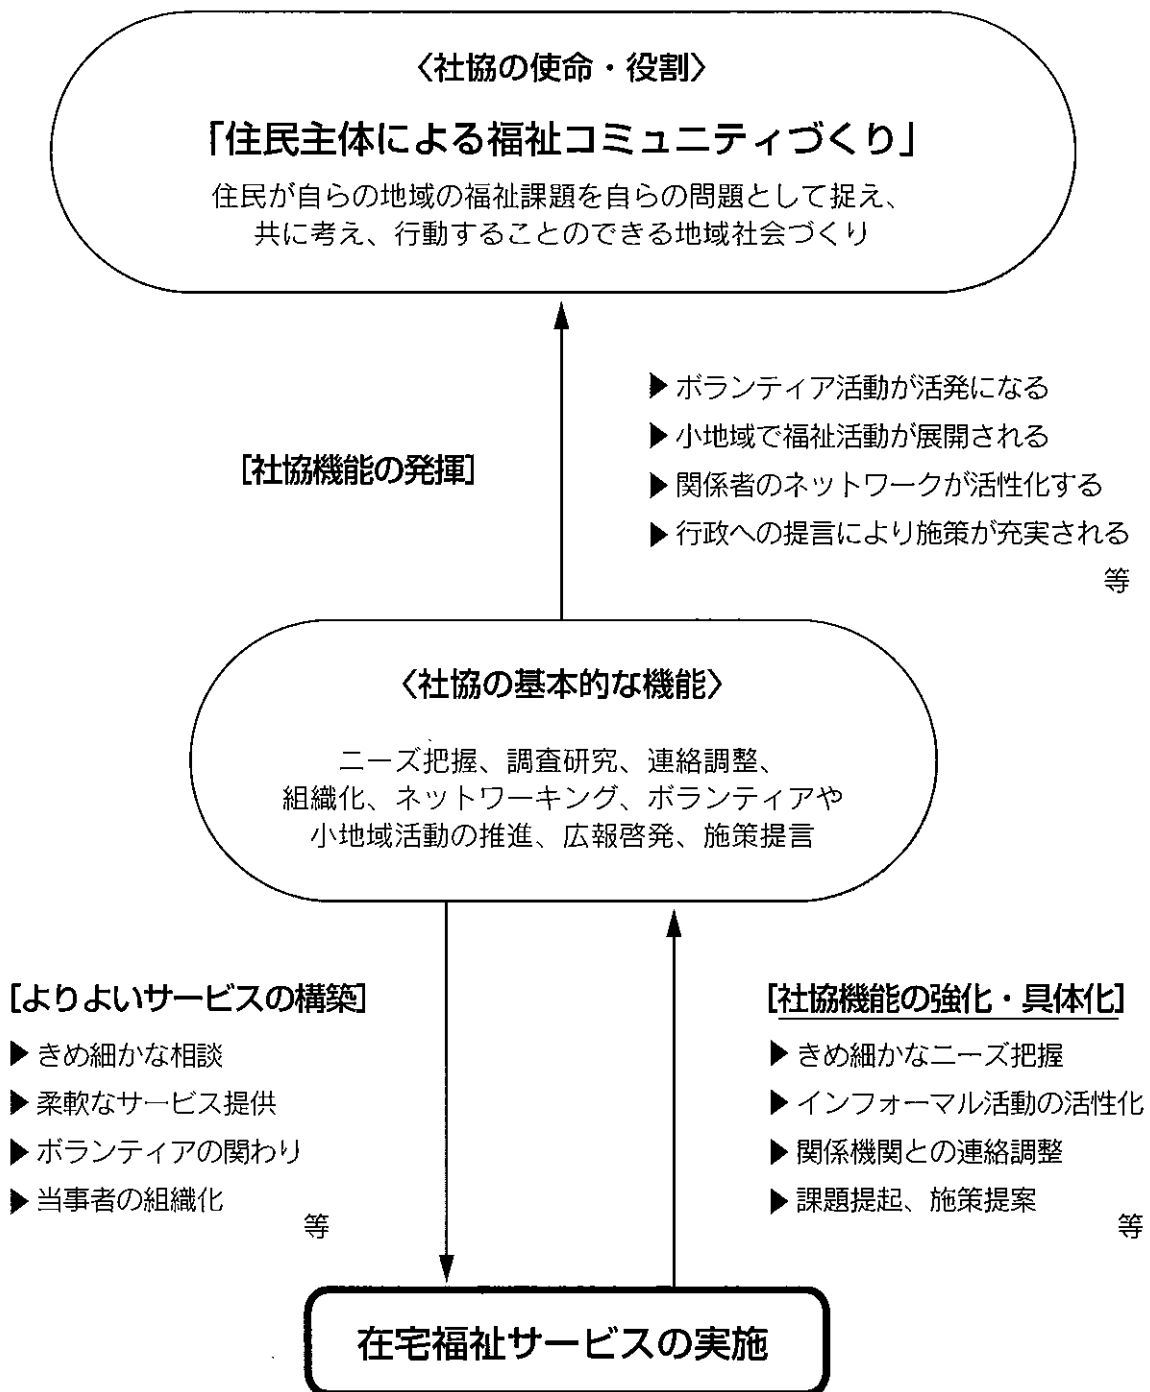 〈社協の使命・役割〉
「住民主体による福祉コミュニティづくり」
住民が自らの地域の福祉課題を自らの問題として捉え、
共に考え、行動することのできる地域社会づくり
[社協機能の発揮]
▶ボランティア活動が活発になる
▶小地域で福祉活動が展開される
▶関係者のネットワークが活性化する
▶行政への提言により施策が充実される
等
〈社協の基本的な機能〉
ニーズ把握、調査研究、連絡調整、
組織化、ネットワーキング、ボランティアや
小地域活動の推進、広報啓発、施策提言
[よりよいサービスの構築]
▶きめ細かな相談
▶柔軟なサービス提供
▶ボランティアの関わり
▶当事者の組織化
等
[社協機能の強化・具体化]
▶きめ細かなニーズ把握
▶インフォーマル活動の活性化
▶関係機関との連絡調整
▶課題提起、施策提案
等
在宅福祉サービスの実施